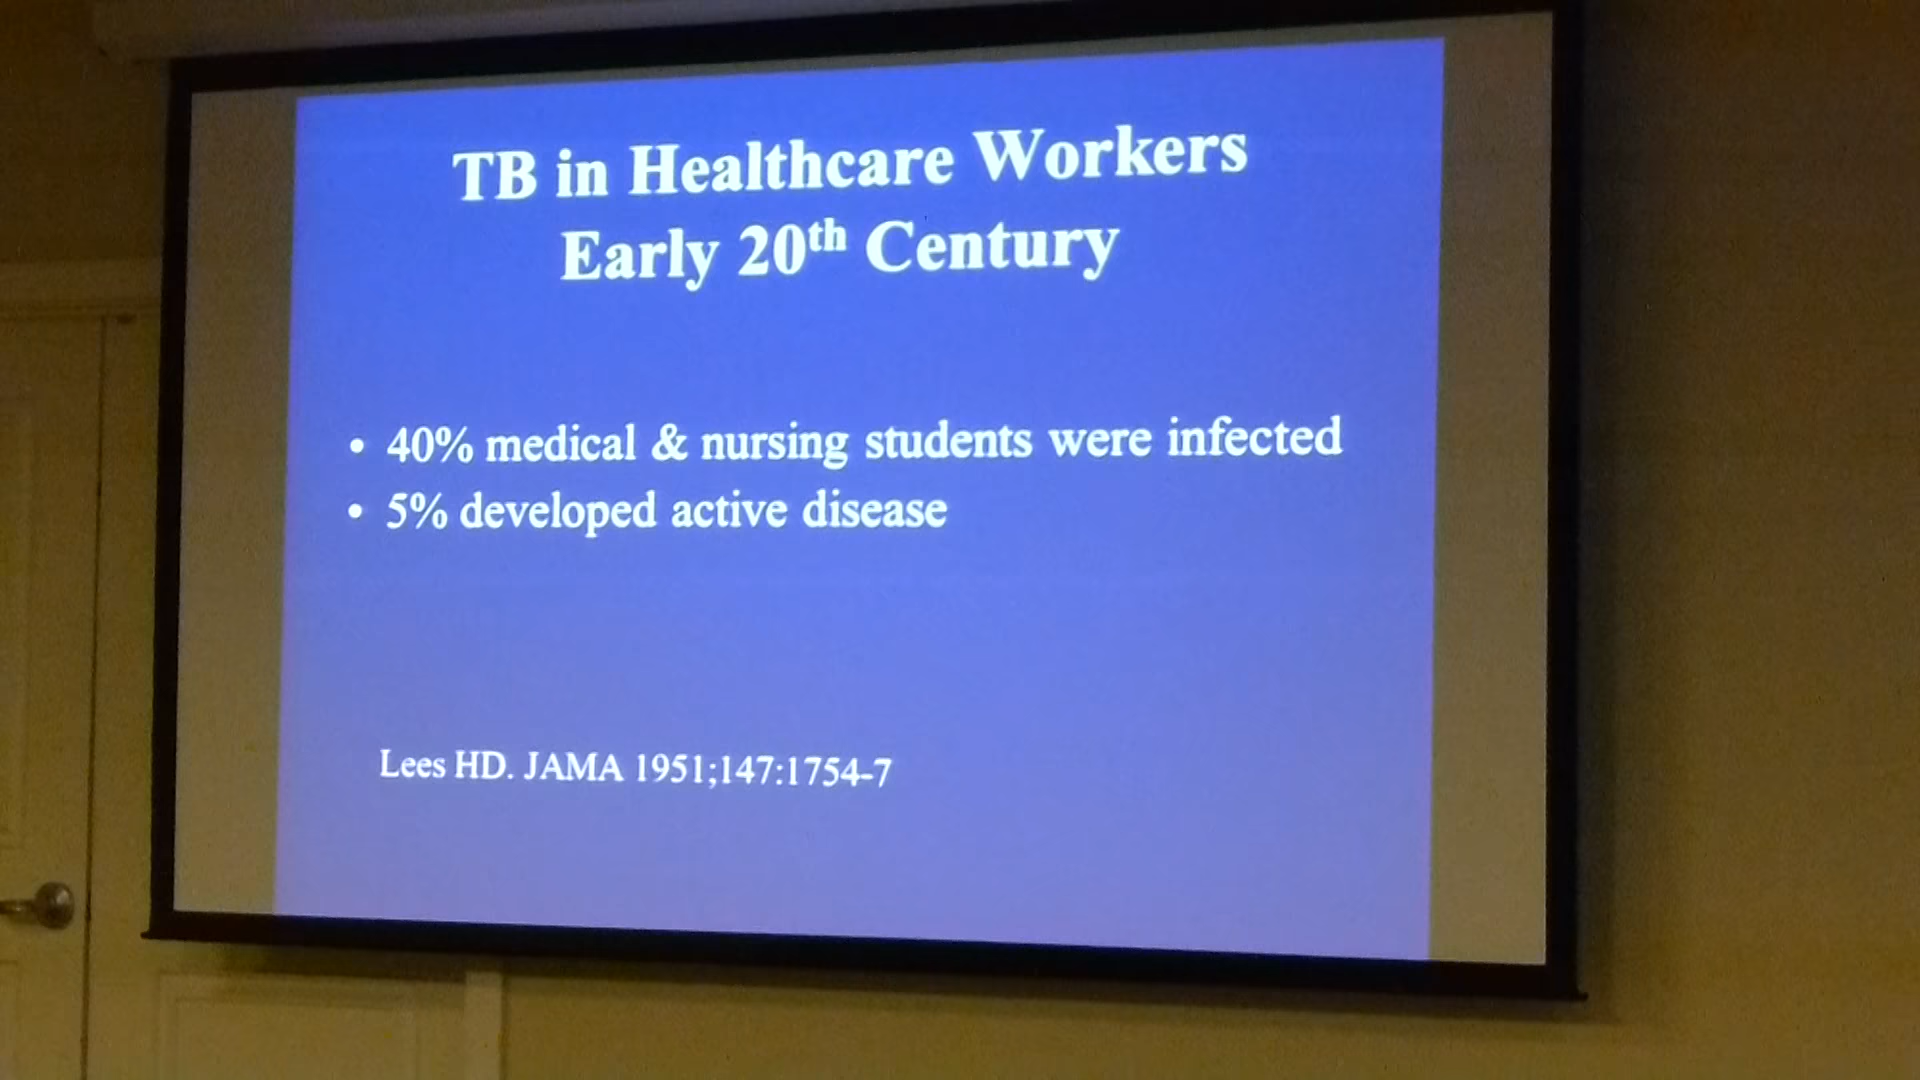 TB in Healthcare Workers
Early 20th Century
• 40% medical & nursing students were infected
• 5% developed active disease
Lees HD. JAMA 1951;147:1754-7